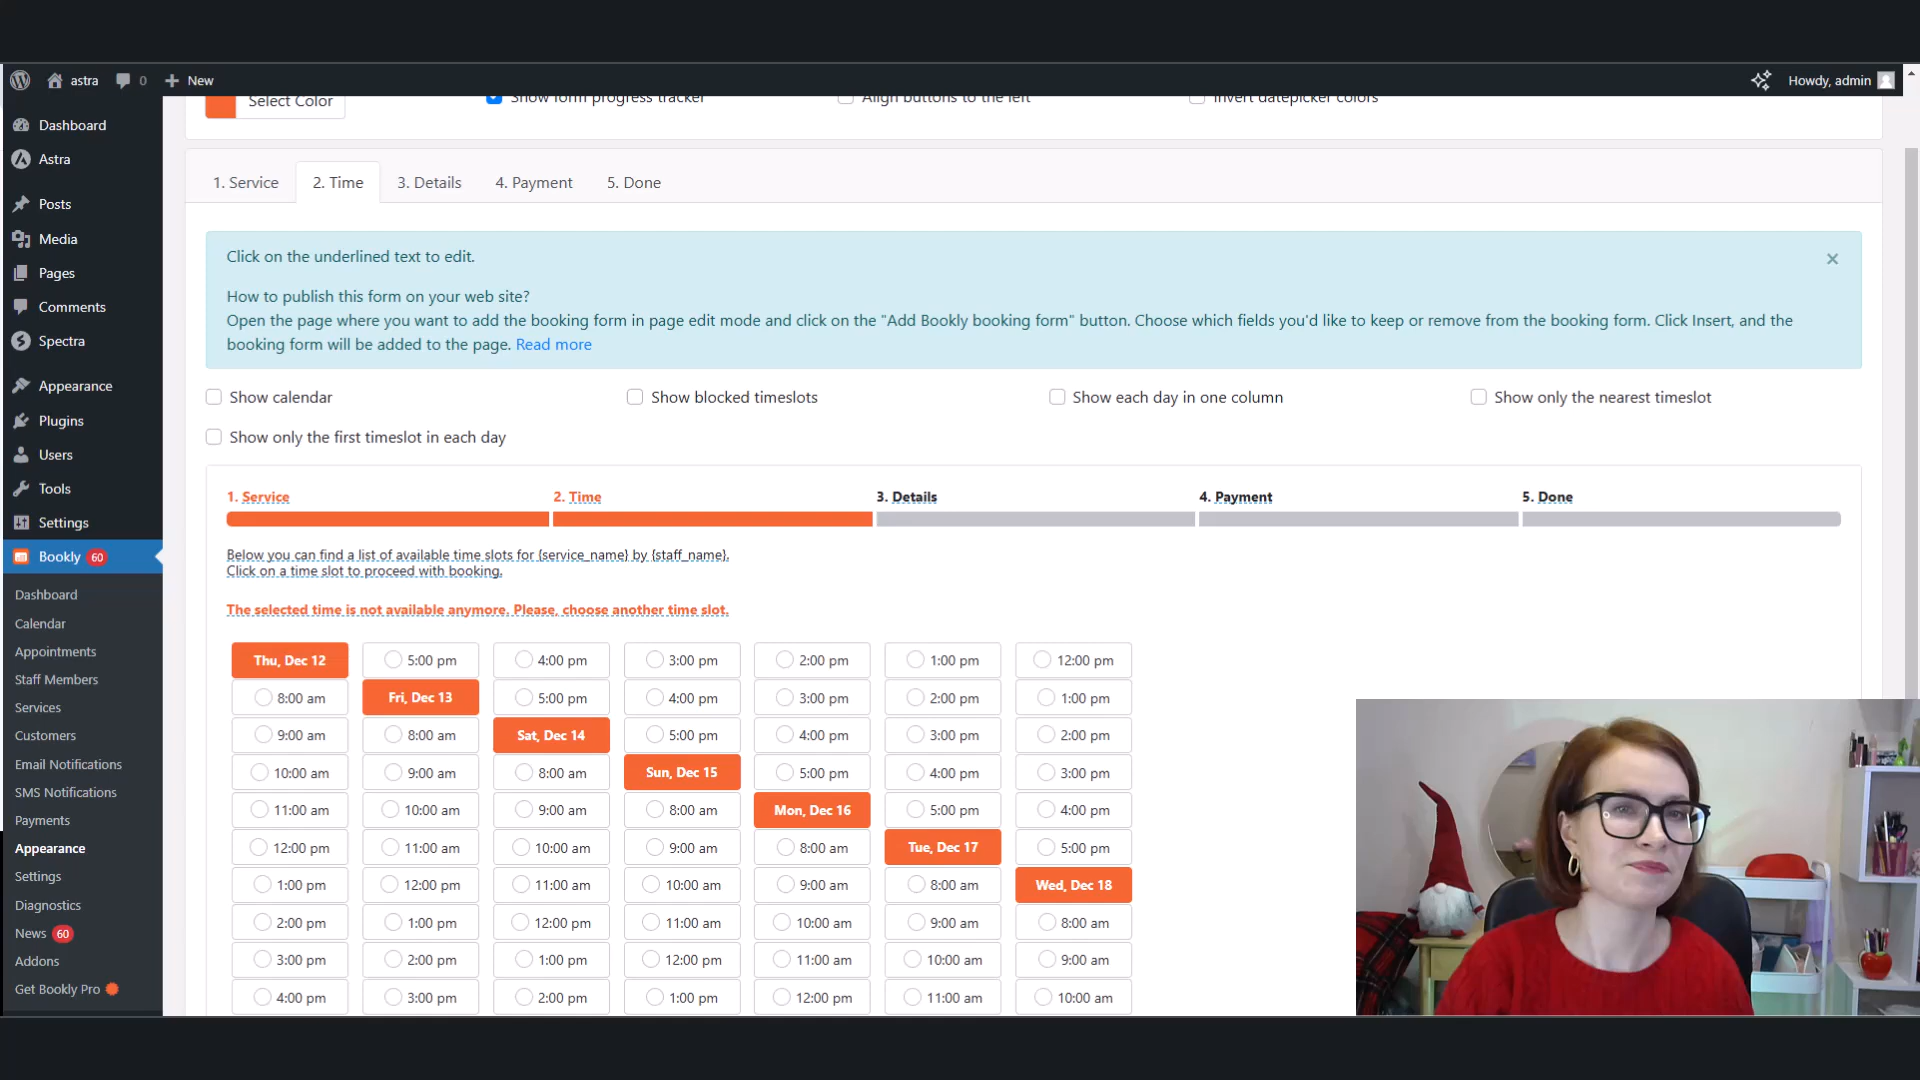 astra
0
New
Howdy, admin
Select Color
Show form progress tracker
Align buttons to the left
Invert datepicker colors
Dashboard
Astra
Posts
Media
Pages
Comments
Spectra
Appearance
Plugins
Users
Tools
Settings
Bookly 60
Dashboard
Calendar
Appointments
Staff Members
Services
Customers
Email Notifications
SMS Notifications
Payments
Appearance
Settings
Diagnostics
News 60
Addons
Get Bookly Pro
1. Service
2. Time
3. Details
4. Payment
5. Done
Click on the underlined text to edit.
×
How to publish this form on your web site?
Open the page where you want to add the booking form in page edit mode and click on the "Add Bookly booking form" button. Choose which fields you'd like to keep or remove from the booking form. Click Insert, and the
booking form will be added to the page. Read more
Show calendar
Show blocked timeslots
Show each day in one column
Show only the nearest timeslot
Show only the first timeslot in each day
1. Service
2. Time
3. Details
4. Payment
5. Done
Below you can find a list of available time slots for {service_name} by {staff_name}.
Click on a time slot to proceed with booking.
The selected time is not available anymore. Please, choose another time slot.
Thu, Dec 12
8:00 am
9:00 am
10:00 am
11:00 am
12:00 pm
1:00 pm
2:00 pm
3:00 pm
4:00 pm
5:00 pm
Fri, Dec 13
8:00 am
9:00 am
10:00 am
11:00 am
12:00 pm
1:00 pm
2:00 pm
3:00 pm
4:00 pm
5:00 pm
Sat, Dec 14
8:00 am
9:00 am
10:00 am
11:00 am
12:00 pm
1:00 pm
2:00 pm
3:00 pm
4:00 pm
5:00 pm
Sun, Dec 15
8:00 am
9:00 am
10:00 am
11:00 am
12:00 pm
1:00 pm
2:00 pm
3:00 pm
4:00 pm
5:00 pm
Mon, Dec 16
8:00 am
9:00 am
10:00 am
11:00 am
12:00 pm
1:00 pm
2:00 pm
3:00 pm
4:00 pm
5:00 pm
Tue, Dec 17
8:00 am
9:00 am
10:00 am
11:00 am
12:00 pm
1:00 pm
2:00 pm
3:00 pm
4:00 pm
5:00 pm
Wed, Dec 18
8:00 am
9:00 am
10:00 am